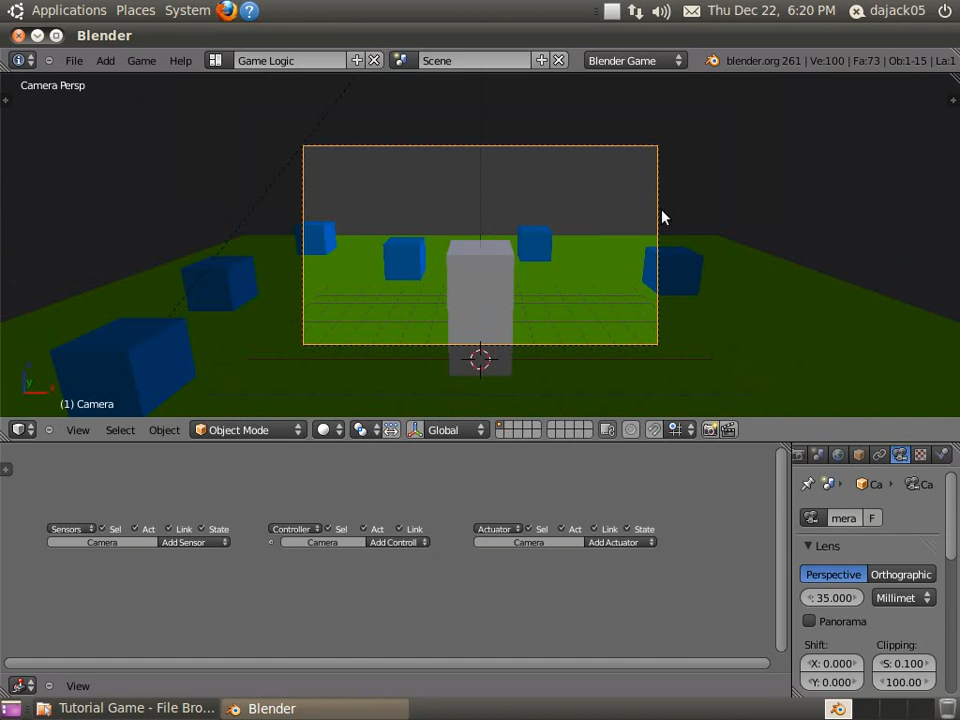 Applications Places System Thu Dec 22, 6:20 PM dajack05
Blender
File Add Game Help Game Logic Scene Blender Game blender.org 261 | Ve:100 | Fa:73 | Ob:1-15 | La:1
Camera Persp
(1) Camera
View Select Object Object Mode Global
Sensors Sel Act Link State Controller Sel Act Link Actuator Sel Act Link State
Camera Add Sensor Camera Add Controll Camera Add Actuator
Ca Ca
mera F
Lens
Perspective Orthographic
: 35.000 Millimet
Panorama
Shift: Clipping:
X: 0.000 S: 0.100
Y: 0.000 100.00
View
Tutorial Game - File Bro... Blender